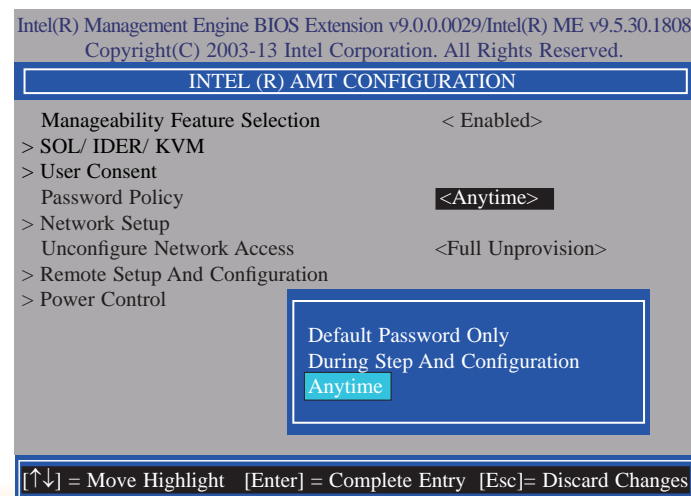 Intel(R) Management Engine BIOS Extension v9.0.0.0029/Intel(R) ME v9.5.30.1808
Copyright(C) 2003-13 Intel Corporation. All Rights Reserved.
INTEL (R) AMT CONFIGURATION
Manageability Feature Selection < Enabled>
> SOL/ IDER/ KVM
> User Consent
Password Policy <Anytime>
> Network Setup
Unconfigure Network Access <Full Unprovision>
> Remote Setup And Configuration
> Power Control
Default Password Only
During Step And Configuration
Anytime
[↑↓] = Move Highlight [Enter] = Complete Entry [Esc]= Discard Changes